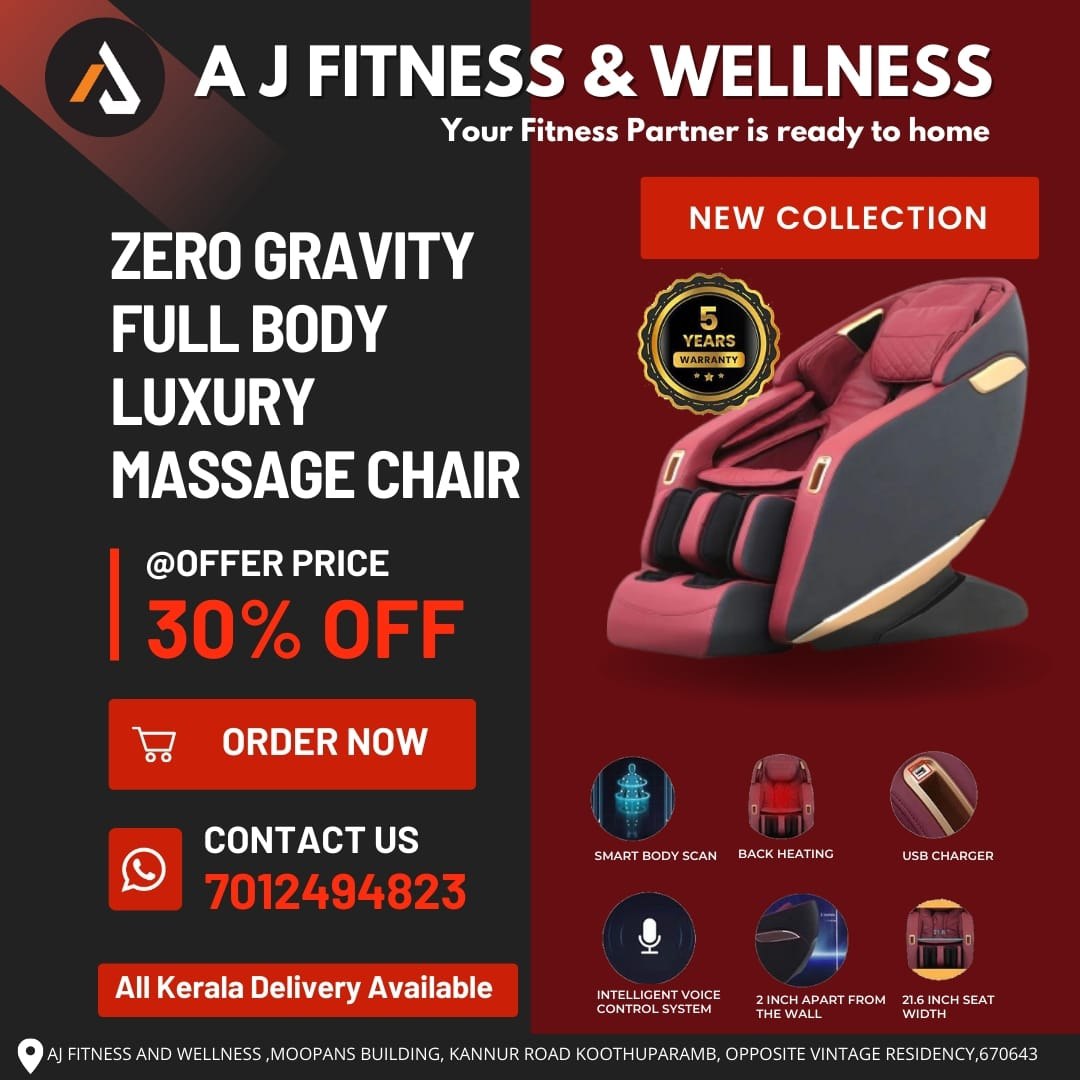 A J FITNESS & WELLNESS
Your Fitness Partner is ready to home
NEW COLLECTION
ZERO GRAVITY
FULL BODY
LUXURY
MASSAGE CHAIR
5
YEARS
WARRANTY
@OFFER PRICE
30% OFF
ORDER NOW
CONTACT US
7012494823
All Kerala Delivery Available
SMART BODY SCAN
BACK HEATING
USB CHARGER
INTELLIGENT VOICE
CONTROL SYSTEM
2 INCH APART FROM
THE WALL
21.6 INCH SEAT
WIDTH
AJ FITNESS AND WELLNESS ,MOOPANS BUILDING, KANNUR ROAD KOOTHUPARAMB, OPPOSITE VINTAGE RESIDENCY,670643